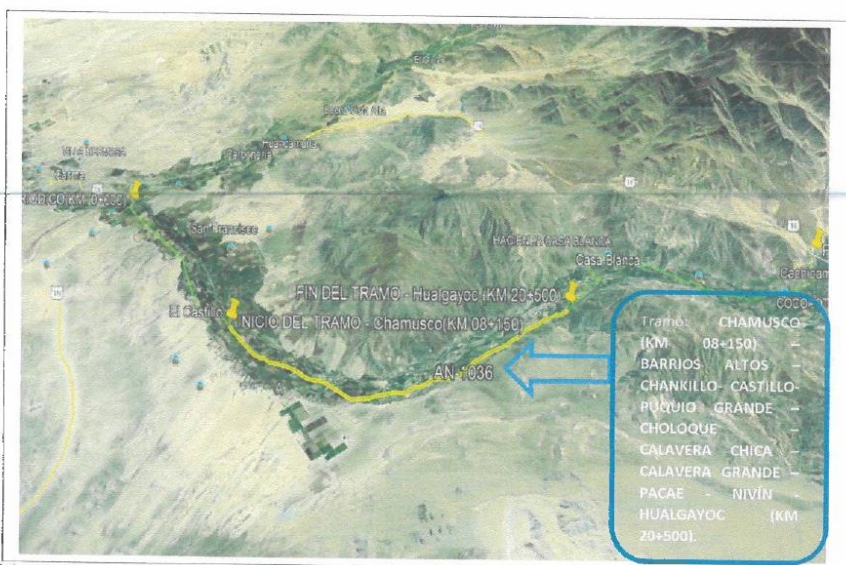 Huancamuña
San Francisco
HACIENDA CASA BLANCA
Casa Blanca
FIN DEL TRAMO - Hualgayoc (KM 20+500)
El Castillo
NICIO DEL TRAMO - Chamusco(KM 08+150)
AN-1036
Tramo: CHAMUSCO
(KM 08+150) –
BARRIOS ALTOS –
CHANKILLO- CASTILLO-
PUQUIO GRANDE –
CHOLOQUE –
CALAVERA CHICA –
CALAVERA GRANDE –
PACAE - NIVÍN -
HUALGAYOC (KM
20+500).